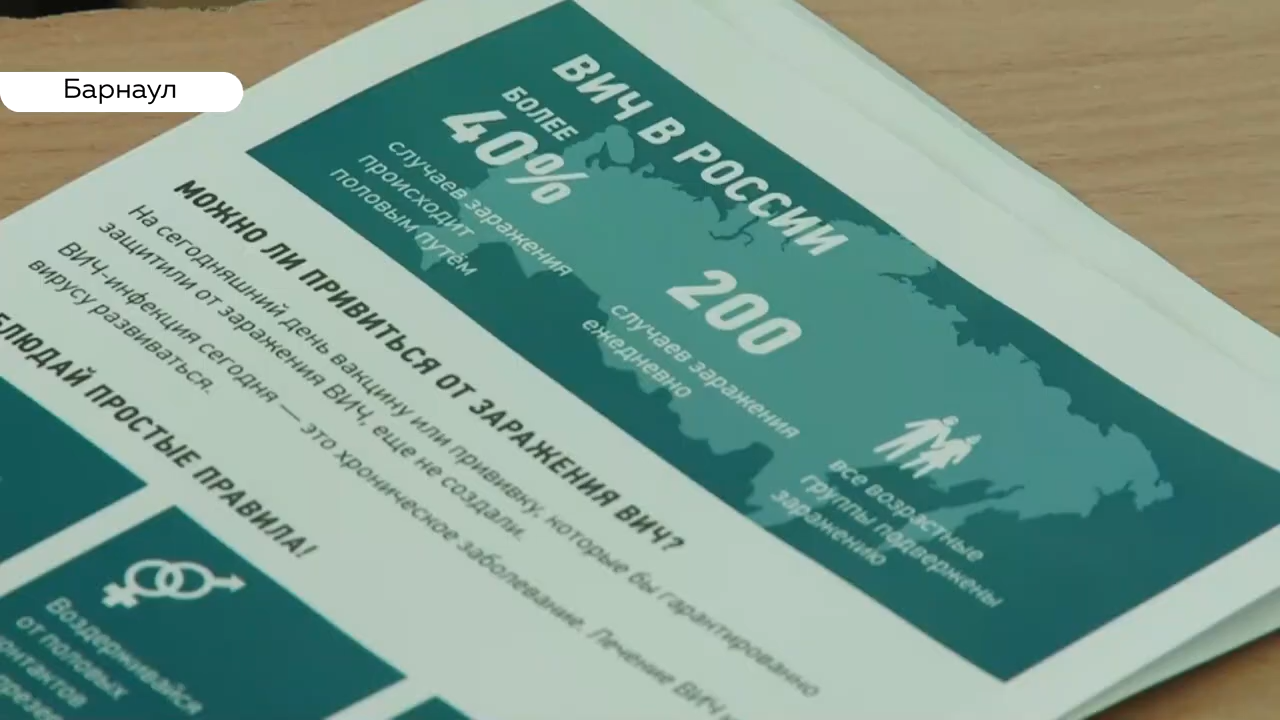 Барнаул
ВИЧ В РОССИИ
БОЛЕЕ
40%
случаев заражения
происходит
половым путём
200
случаев заражения
ежедневно
все возрастные
группы подвержены
заражению
МОЖНО ЛИ ПРИВИТЬСЯ ОТ ЗАРАЖЕНИЯ ВИЧ?
На сегодняшний день вакцину или прививку, которые бы гарантированно
защитили от заражения ВИЧ, еще не создали.
ВИЧ-инфекция сегодня — это хроническое заболевание. Лечение ВИЧ
вирусу развиваться.
БЛЮДАЙ ПРОСТЫЕ ПРАВИЛА!
Воздерживайся
от половых